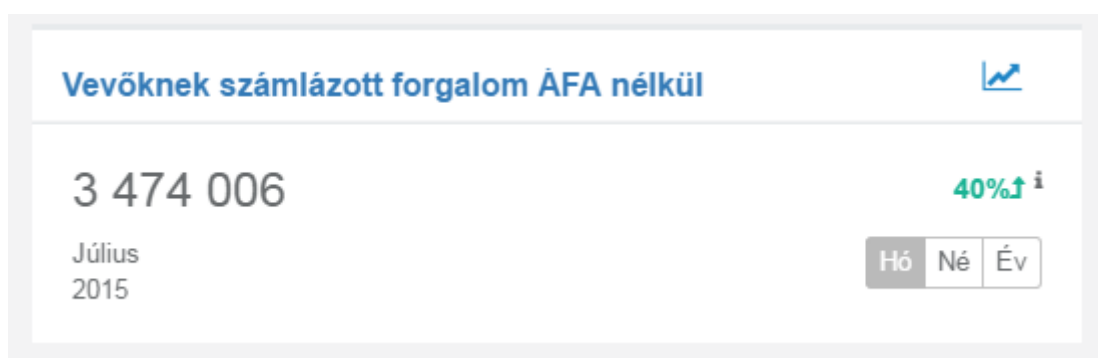 Vevőknek számlázott forgalom ÁFA nélkül
3 474 006
40% i
Július
2015
Hó Né Év